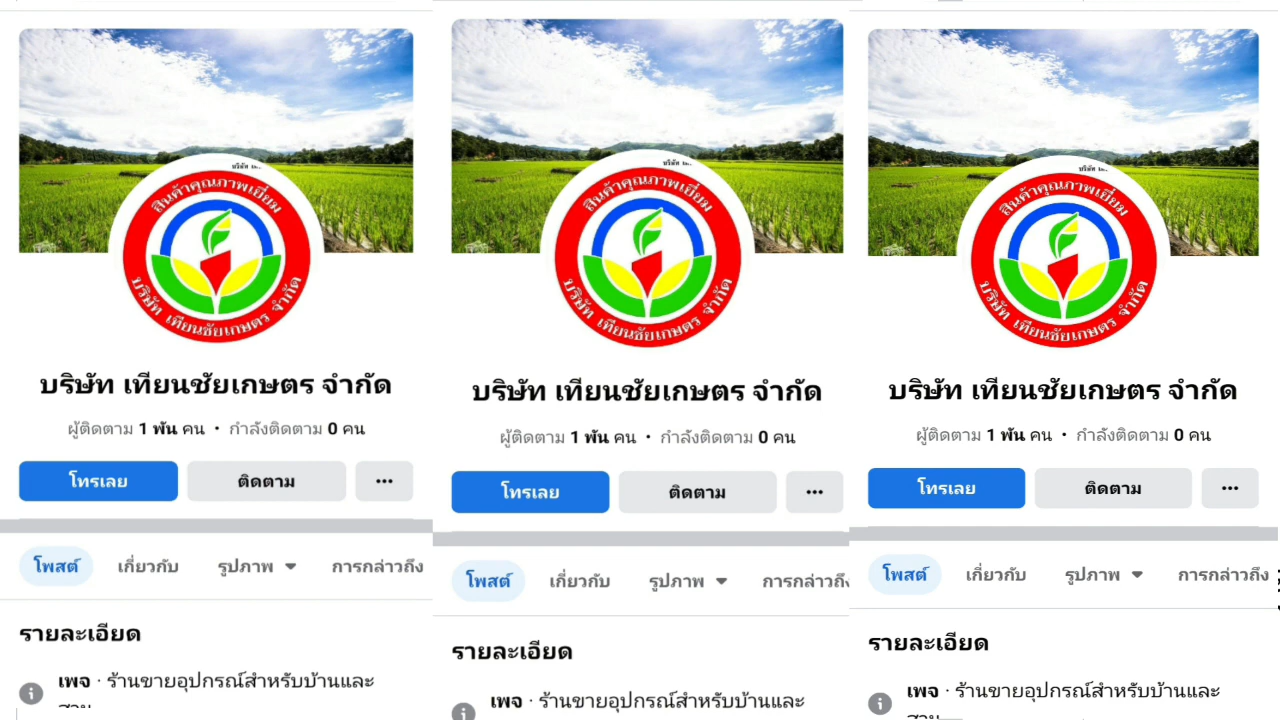 บริษัท
สินค้าคุณภาพเยี่ยม
บริษัท เทียนชัยเกษตร จำกัด
บริษัท เทียนชัยเกษตร จำกัด
ผู้ติดตาม 1 พัน คน • กำลังติดตาม 0 คน
โทรเลย ติดตาม ...
โพสต์ เกี่ยวกับ รูปภาพ การกล่าวถึง
รายละเอียด
เพจ · ร้านขายอุปกรณ์สำหรับบ้านและ
บริษัท
สินค้าคุณภาพเยี่ยม
บริษัท เทียนชัยเกษตร จำกัด
บริษัท เทียนชัยเกษตร จำกัด
ผู้ติดตาม 1 พัน คน • กำลังติดตาม 0 คน
โทรเลย ติดตาม ...
โพสต์ เกี่ยวกับ รูปภาพ การกล่าวถึง
รายละเอียด
เพจ · ร้านขายอุปกรณ์สำหรับบ้านและ
บริษัท
สินค้าคุณภาพเยี่ยม
บริษัท เทียนชัยเกษตร จำกัด
บริษัท เทียนชัยเกษตร จำกัด
ผู้ติดตาม 1 พัน คน • กำลังติดตาม 0 คน
โทรเลย ติดตาม ...
โพสต์ เกี่ยวกับ รูปภาพ การกล่าวถึง
รายละเอียด
เพจ · ร้านขายอุปกรณ์สำหรับบ้านและ